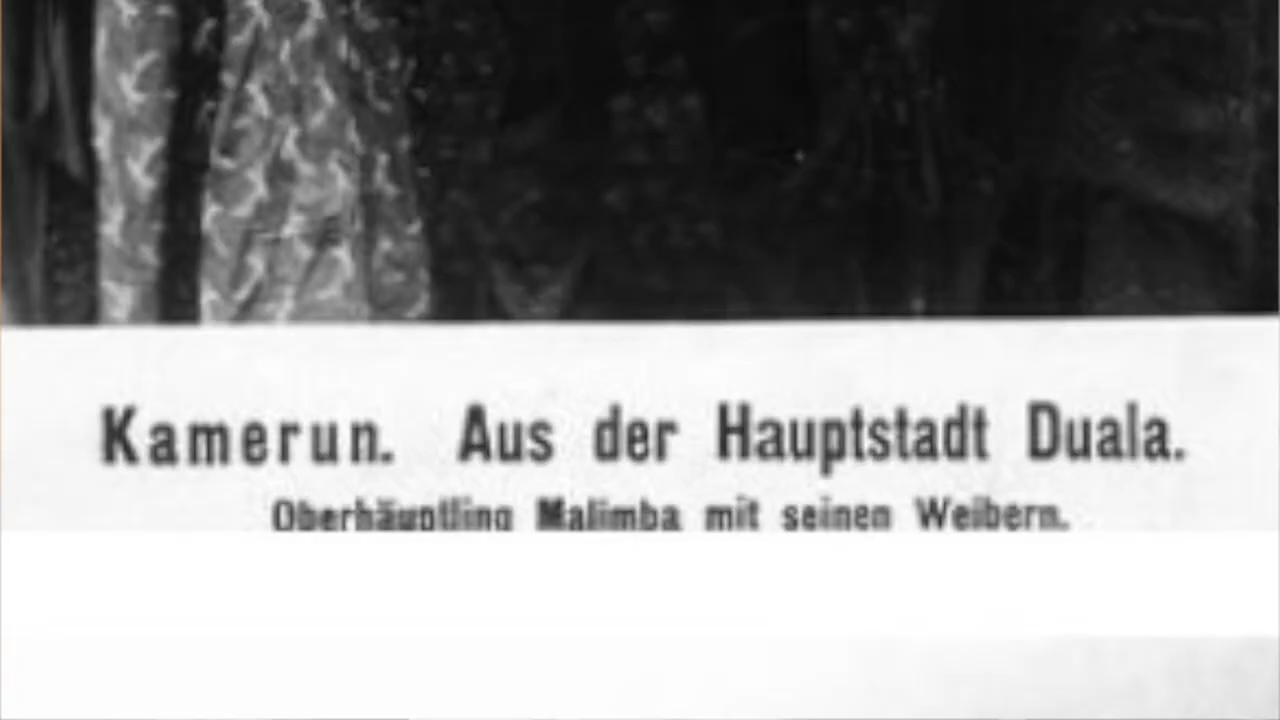 Kamerun. Aus der Hauptstadt Duala.
Oberhäuptling Malimba mit seinen Weibern.